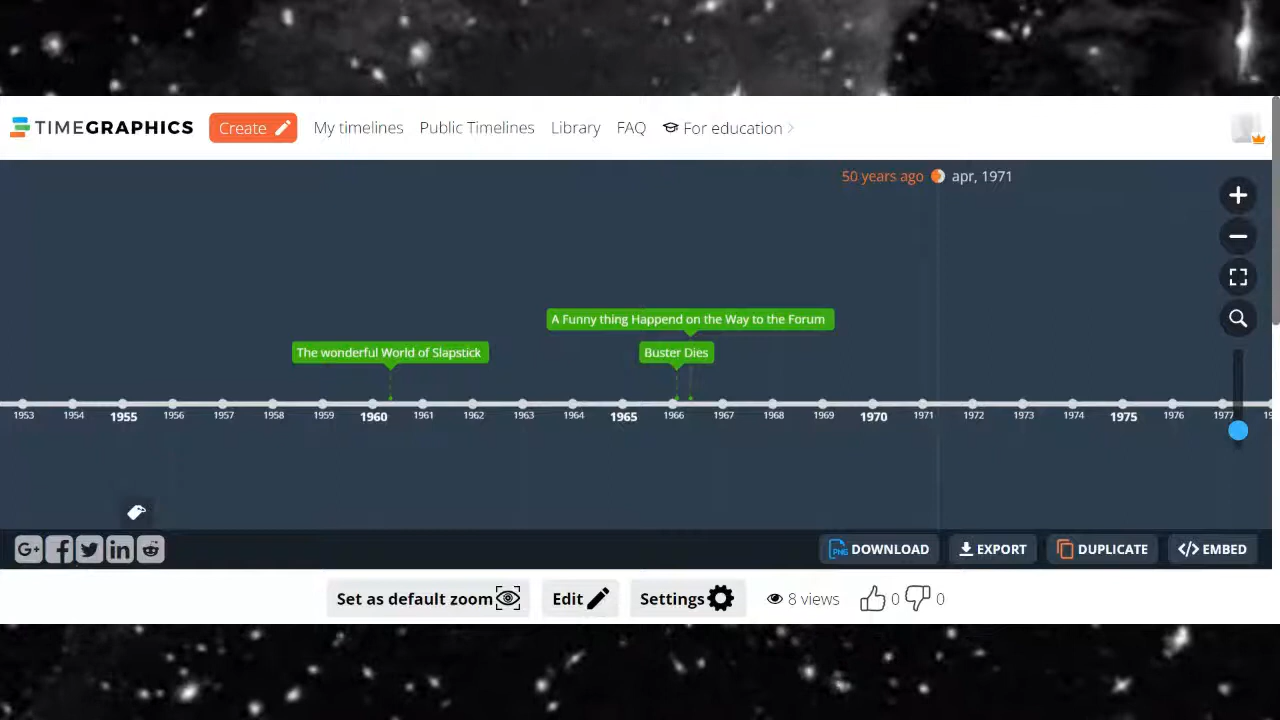 TIMEGRAPHICS Create My timelines Public Timelines Library FAQ For education
50 years ago apr, 1971
A Funny thing Happend on the Way to the Forum
The wonderful World of Slapstick Buster Dies
1953 1954 1955 1956 1957 1958 1959 1960 1961 1962 1963 1964 1965 1966 1967 1968 1969 1970 1971 1972 1973 1974 1975 1976 1977
G+ f in PNG DOWNLOAD EXPORT DUPLICATE </> EMBED
Set as default zoom Edit Settings 8 views 0 0